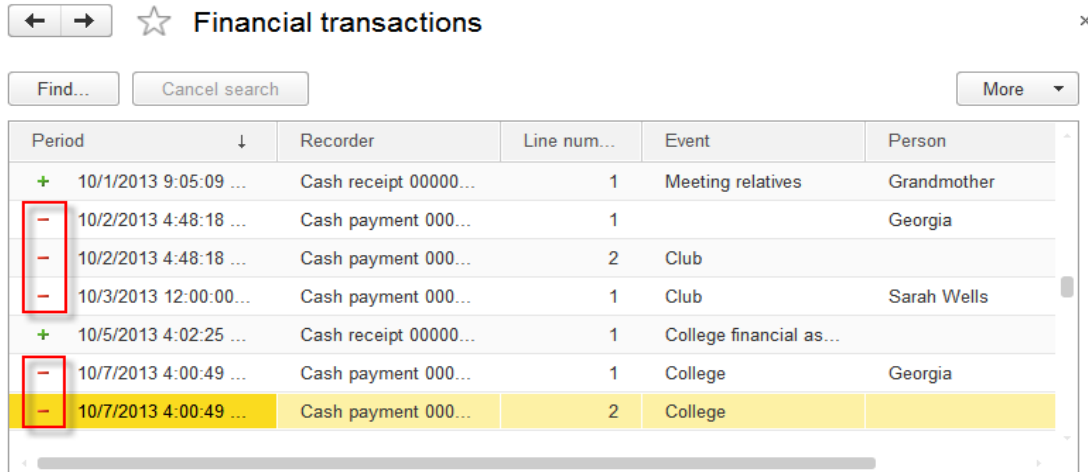 Financial transactions
Find... Cancel search More
Period Recorder Line num... Event Person
+ 10/1/2013 9:05:09 ... Cash receipt 00000... 1 Meeting relatives Grandmother
– 10/2/2013 4:48:18 ... Cash payment 000... 1 Georgia
– 10/2/2013 4:48:18 ... Cash payment 000... 2 Club
– 10/3/2013 12:00:00... Cash payment 000... 1 Club Sarah Wells
+ 10/5/2013 4:02:25 ... Cash receipt 00000... 1 College financial as...
– 10/7/2013 4:00:49 ... Cash payment 000... 1 College Georgia
– 10/7/2013 4:00:49 ... Cash payment 000... 2 College